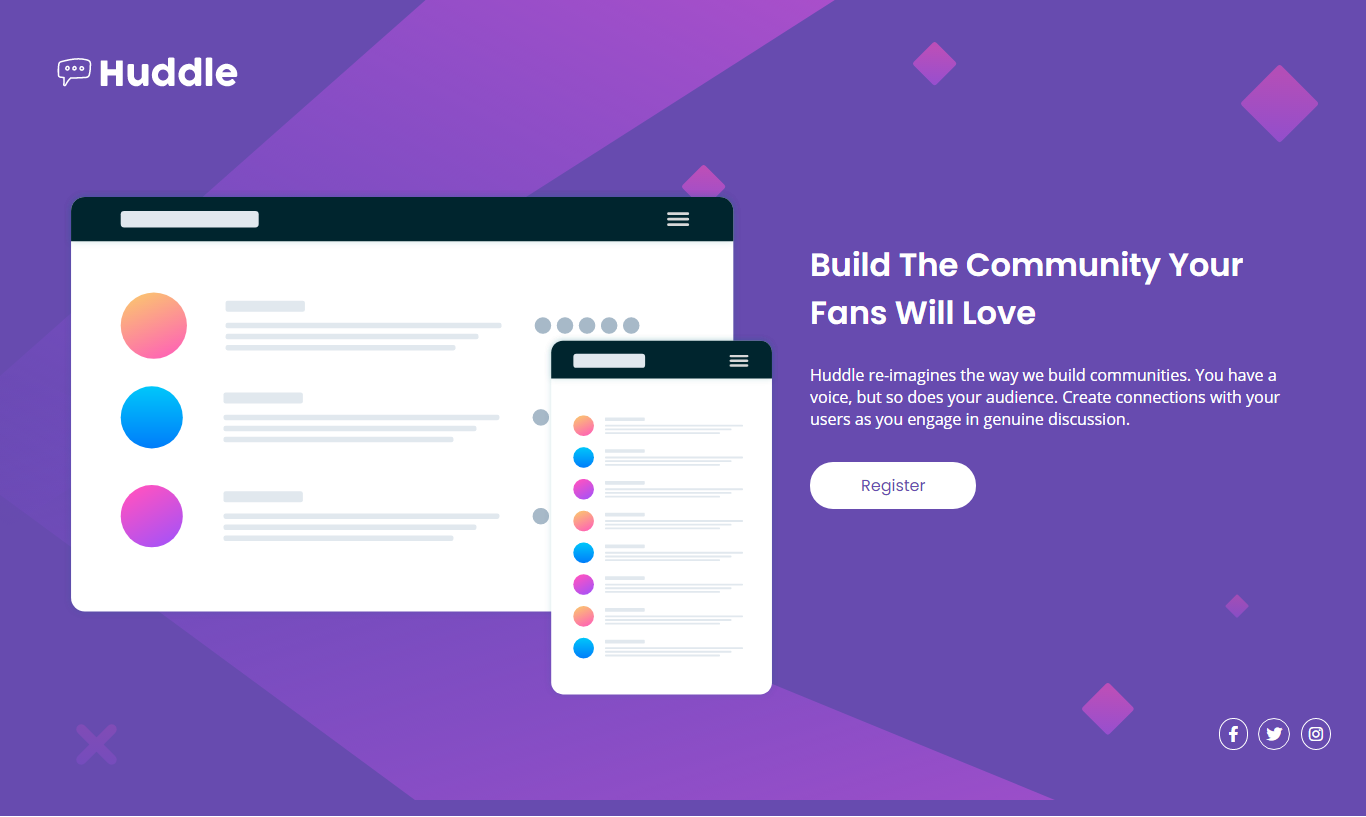 Huddle
Build The Community Your
Fans Will Love
Huddle re-imagines the way we build communities. You have a
voice, but so does your audience. Create connections with your
users as you engage in genuine discussion.
Register